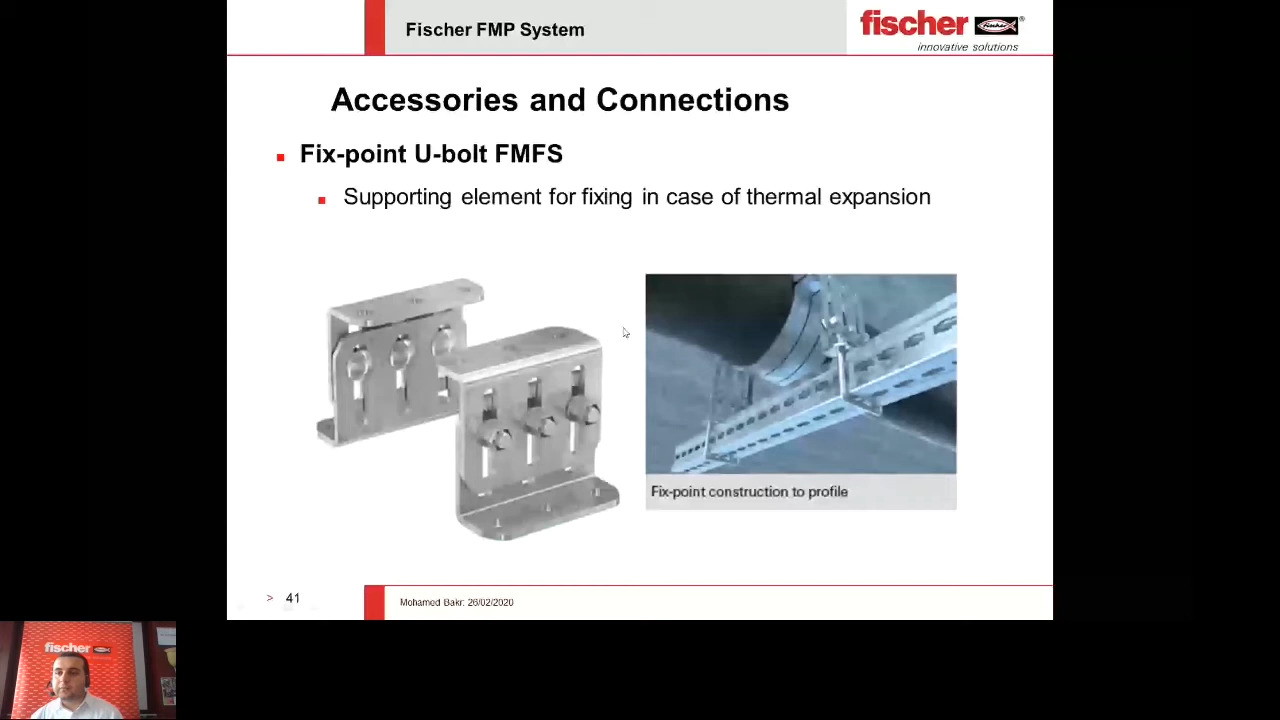 Fischer FMP System
fischer fischer®
innovative solutions
Accessories and Connections
Fix-point U-bolt FMFS
Supporting element for fixing in case of thermal expansion
Fix-point construction to profile
> 41
Mohamed Bakr: 26/02/2020
fischer